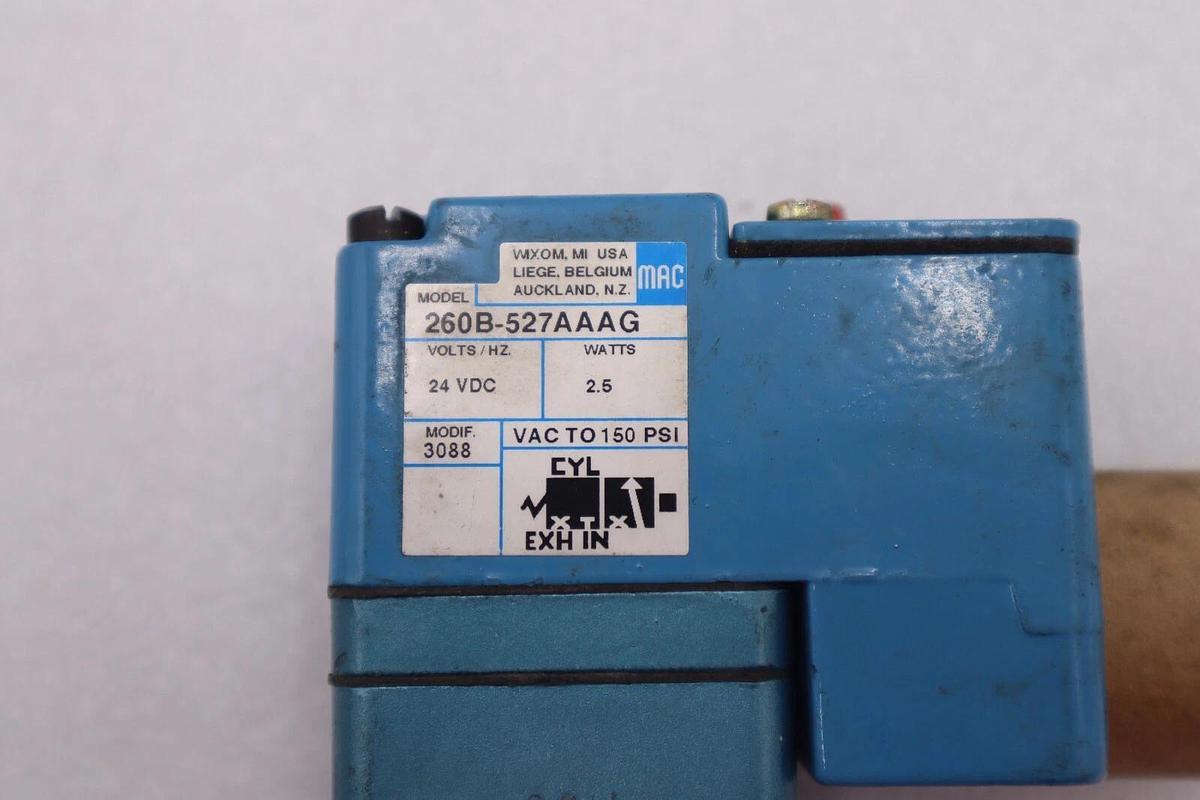 WIXOM, MI USA
LIEGE, BELGIUM
AUCKLAND, N.Z.
MAC
MODEL
260B-527AAAG
VOLTS/HZ.
WATTS
24 VDC
2.5
MODIF.
3088
VAC TO 150 PSI
CYL
EXH IN